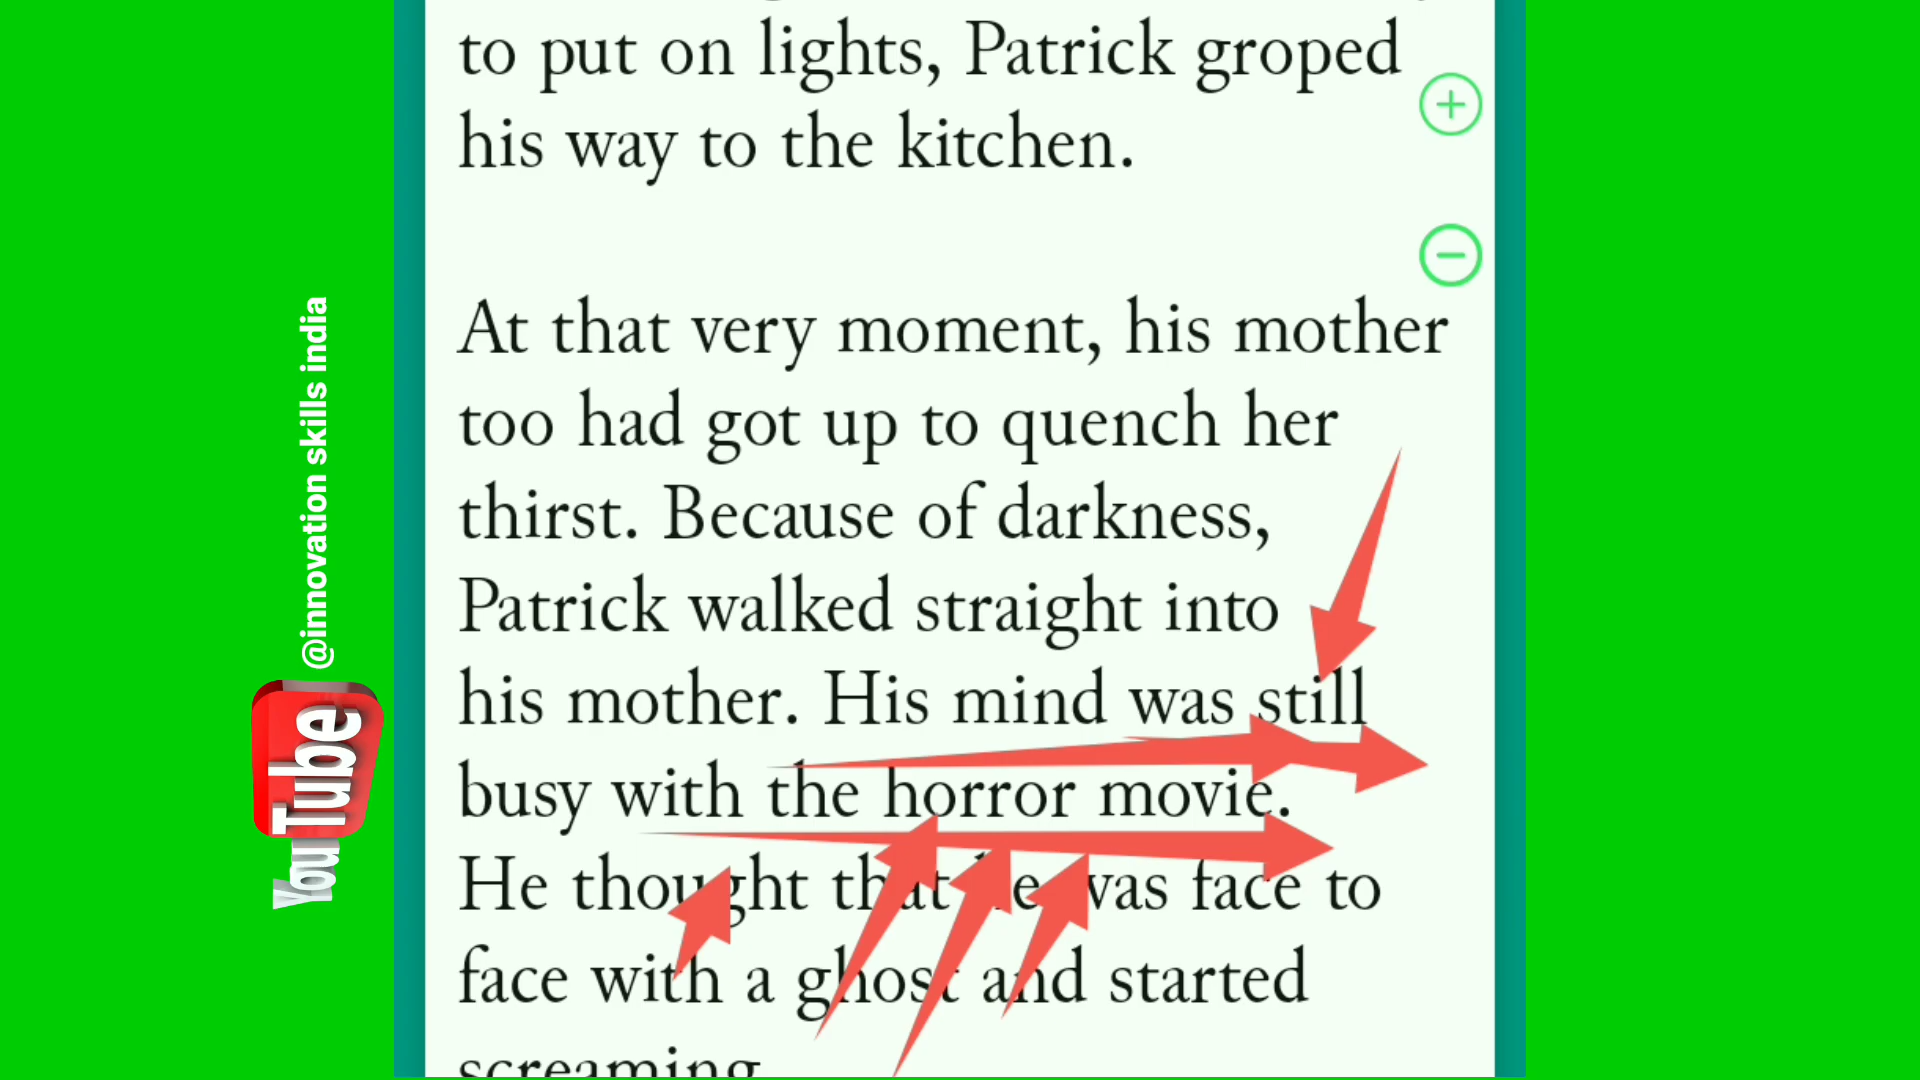 to put on lights, Patrick groped
his way to the kitchen.
At that very moment, his mother
too had got up to quench her
thirst. Because of darkness,
Patrick walked straight into
his mother. His mind was still
busy with the horror movie.
He thought that he was face to
face with a ghost and started
screaming.
YouTube @innovation skills india